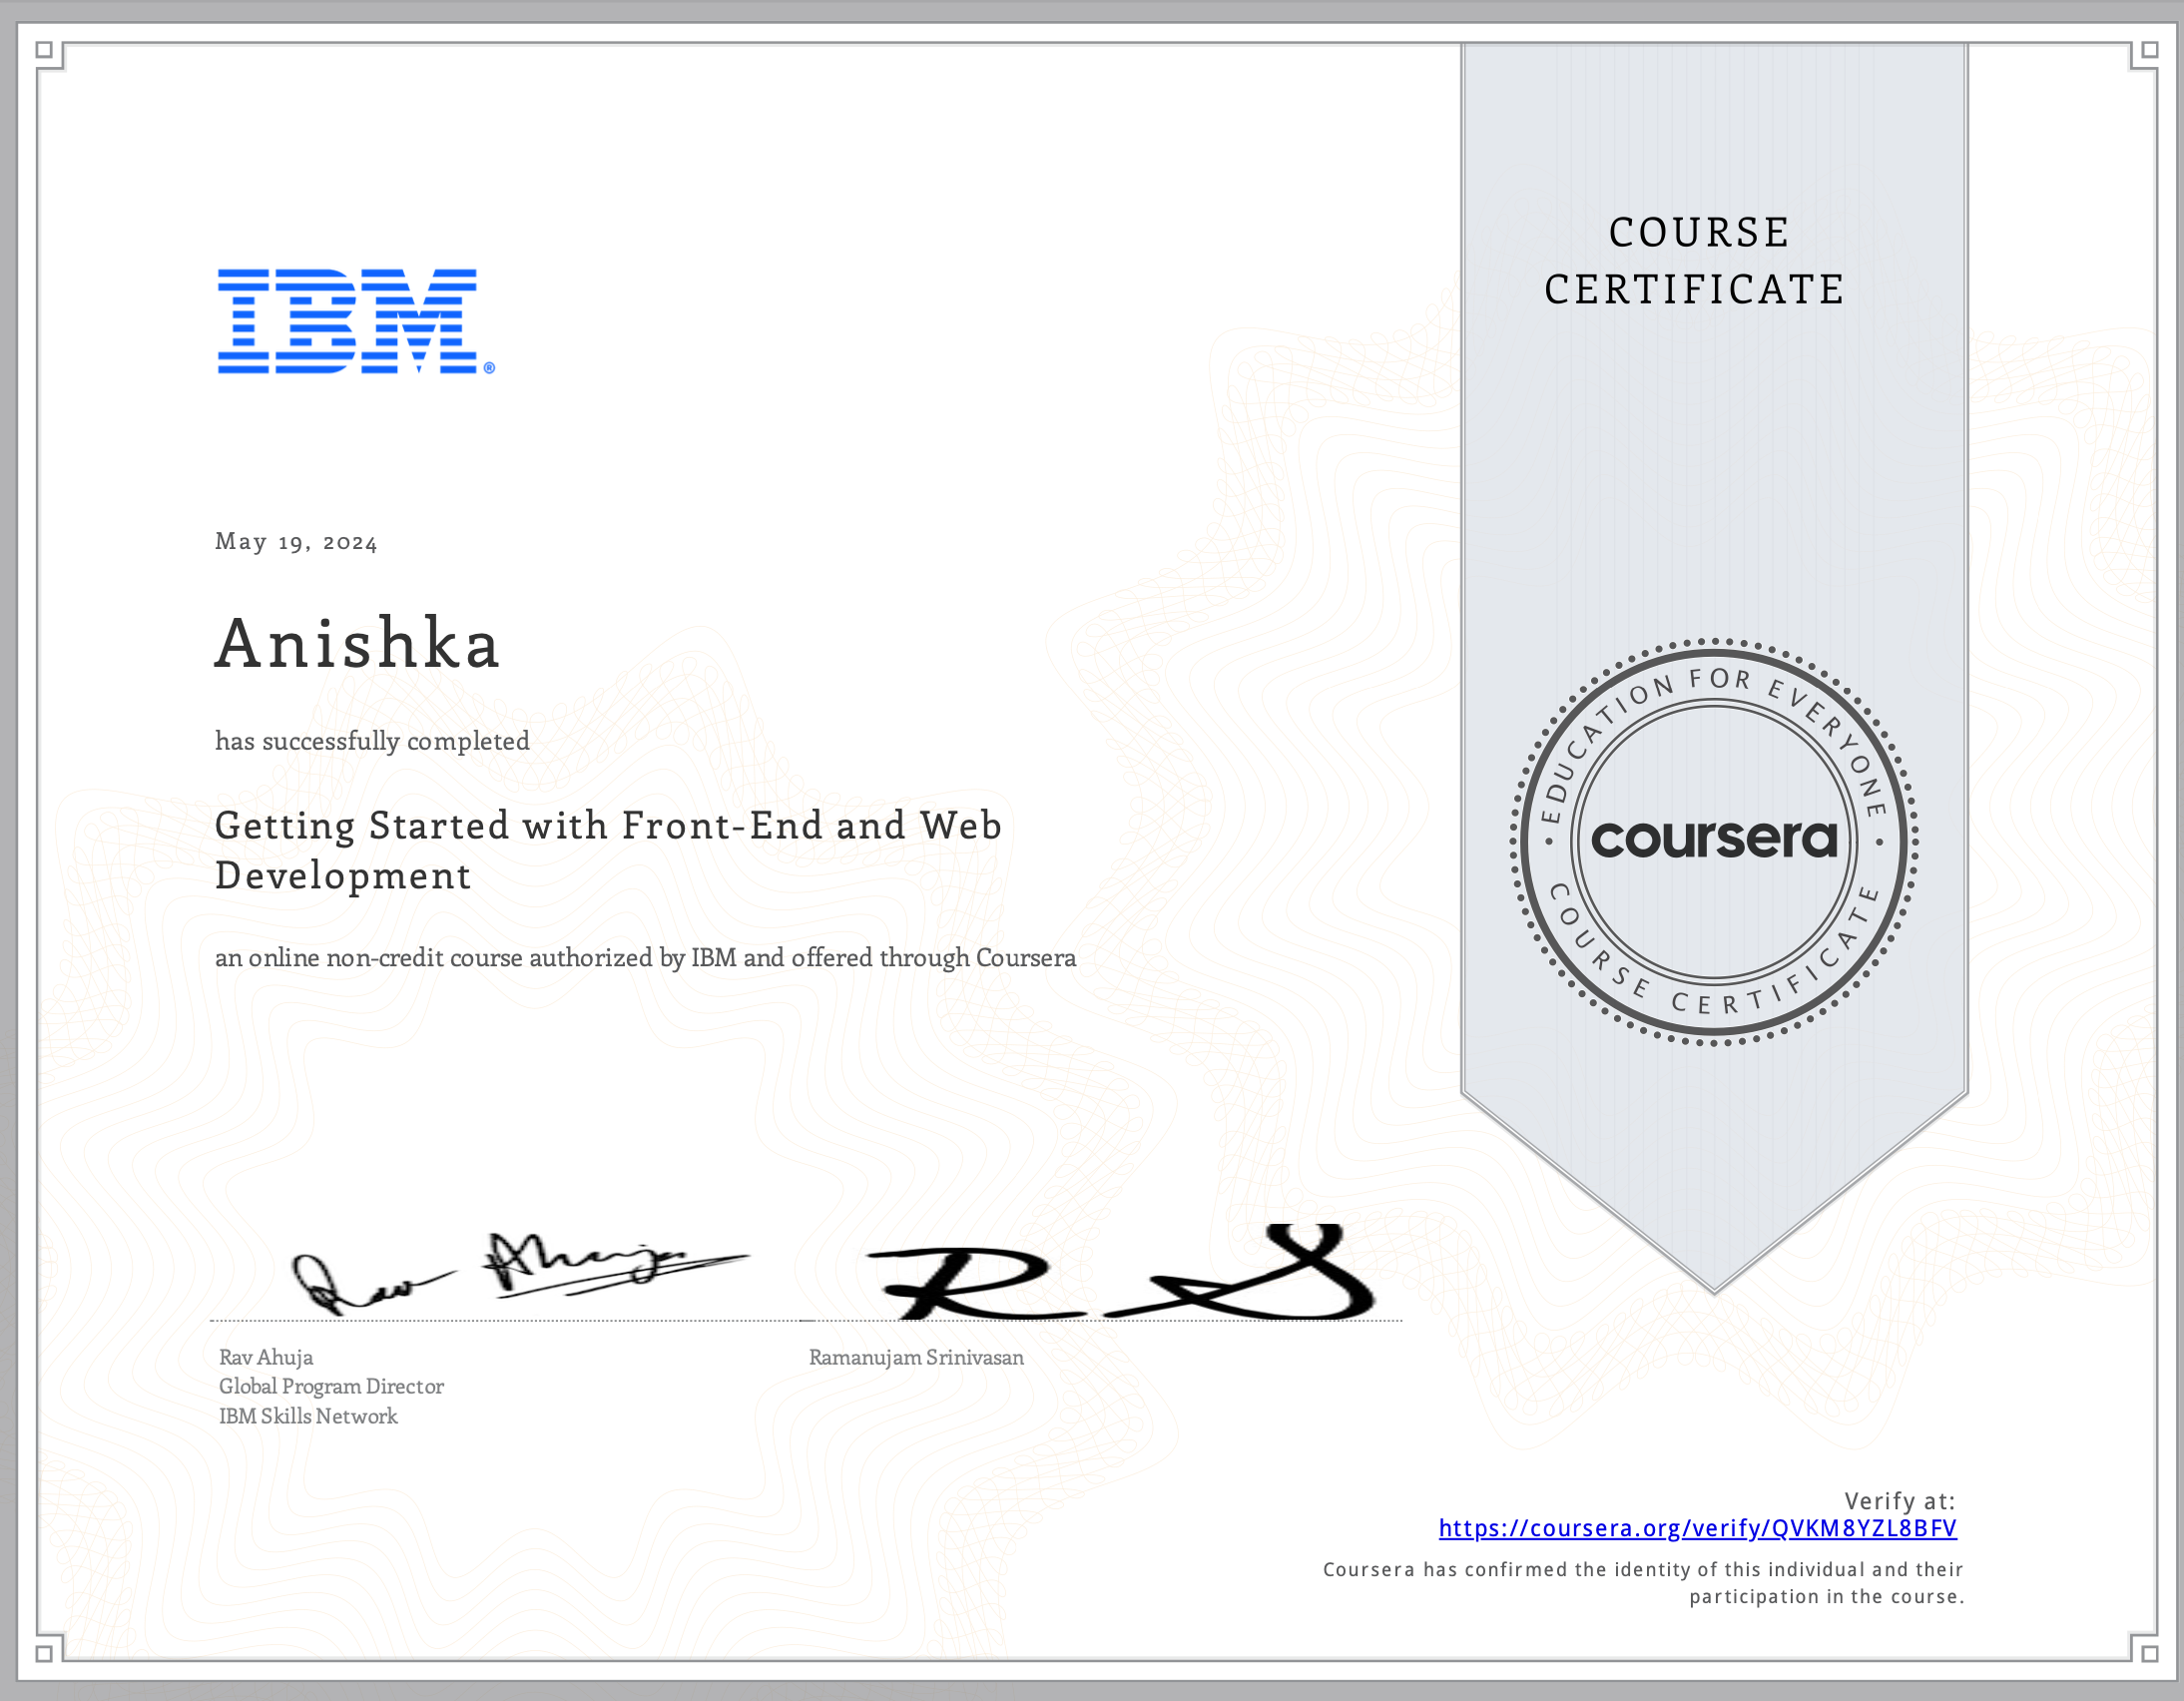 IBM®
COURSE
CERTIFICATE
May 19, 2024
Anishka
has successfully completed
Getting Started with Front-End and Web
Development
an online non-credit course authorized by IBM and offered through Coursera
EDUCATION FOR EVERYONE
coursera
COURSE CERTIFICATE
Rav Ahuja
R S
Rav Ahuja
Global Program Director
IBM Skills Network
Ramanujam Srinivasan
Verify at:
https://coursera.org/verify/QVKM8YZL8BFV
Coursera has confirmed the identity of this individual and their
participation in the course.